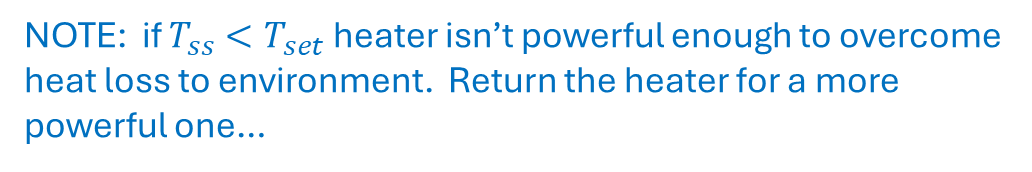 NOTE:  if T_ss < T_set heater isn’t powerful enough to overcome
heat loss to environment.  Return the heater for a more
powerful one…